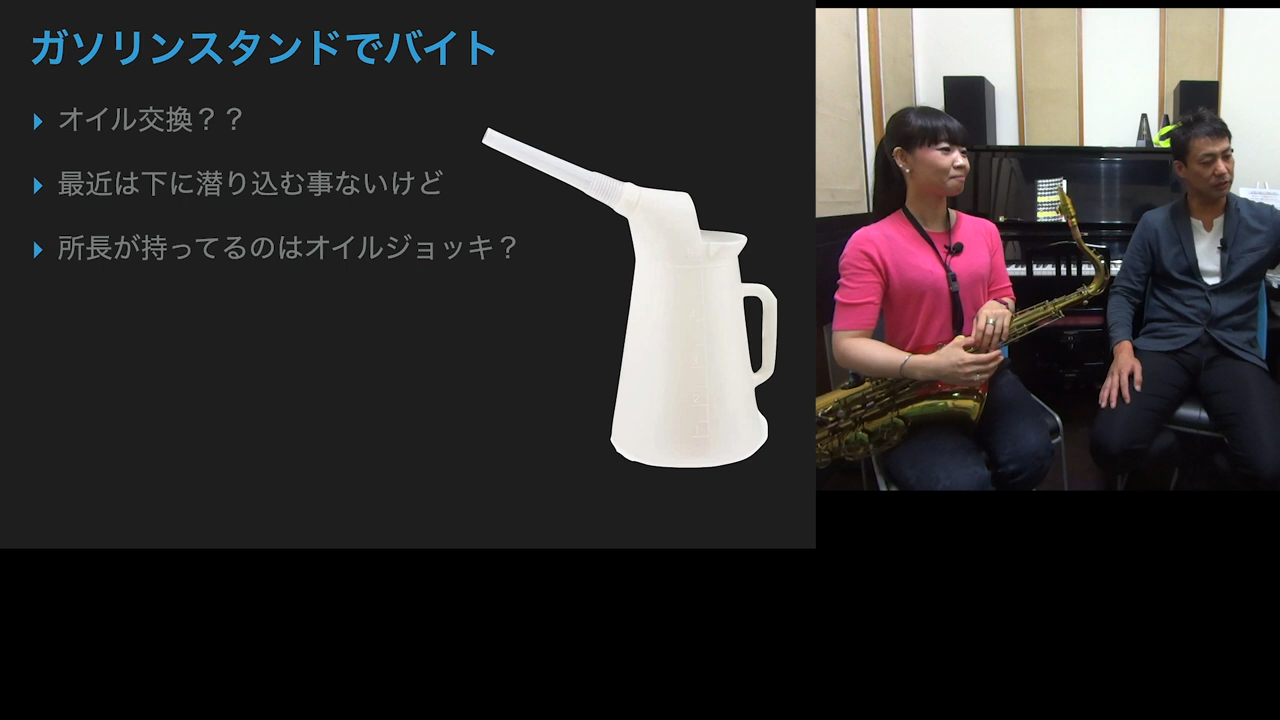 ガソリンスタンドでバイト
オイル交換？？
最近は下に潜り込む事ないけど
所長が持ってるのはオイルジョッキ？